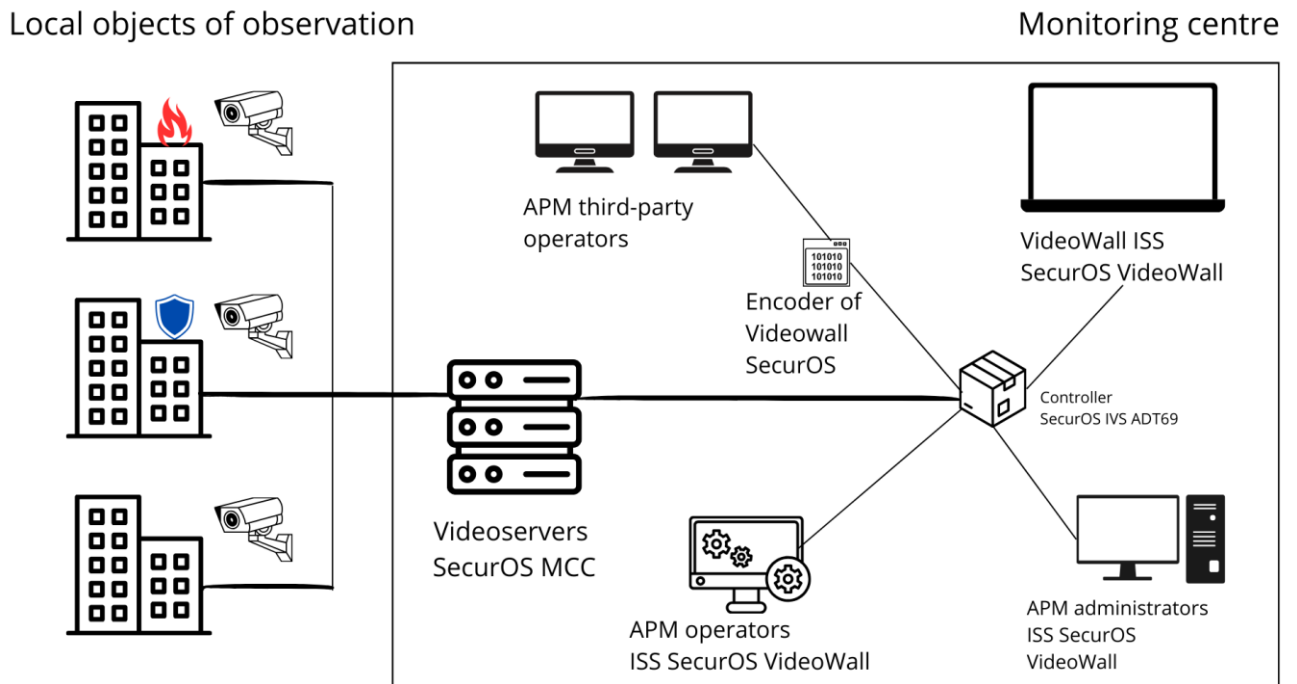 Local objects of observation
Monitoring centre
APM third-party
operators
101010
101010
101010
Encoder of
Videowall
SecurOS
VideoWall ISS
SecurOS VideoWall
Controller
SecurOS IVS ADT69
Videoservers
SecurOS MCC
APM operators
ISS SecurOS VideoWall
APM administrators
ISS SecurOS
VideoWall